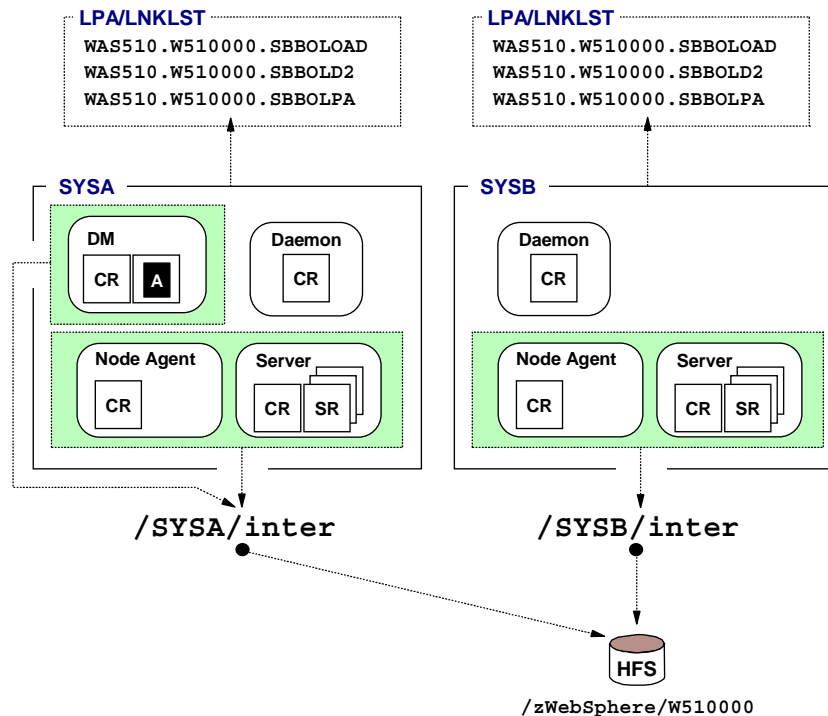 LPA/LNKLST
WAS510.W510000.SBBOLOAD
WAS510.W510000.SBBOLD2
WAS510.W510000.SBBOLPA
LPA/LNKLST
WAS510.W510000.SBBOLOAD
WAS510.W510000.SBBOLD2
WAS510.W510000.SBBOLPA
SYSA
DM
CR
A
Daemon
CR
Node Agent
CR
Server
CR
SR
SYSB
Daemon
CR
Node Agent
CR
Server
CR
SR
/SYSA/inter
/SYSB/inter
HFS
/zWebSphere/W510000